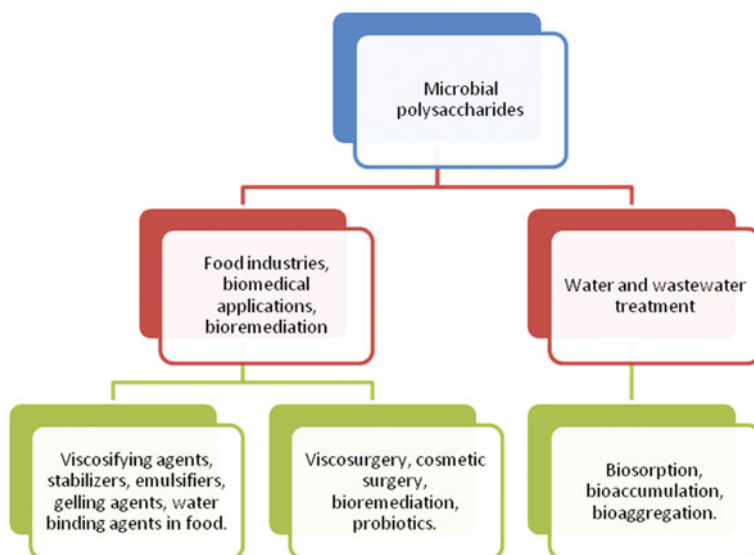 Microbial
polysaccharides
Food industries,
biomedical
applications,
bioremediation
Water and wastewater
treatment
Viscosifying agents,
stabilizers, emulsifiers,
gelling agents, water
binding agents in food.
Viscosurgery, cosmetic
surgery,
bioremediation,
probiotics.
Biosorption,
bioaccumulation,
bioaggregation.